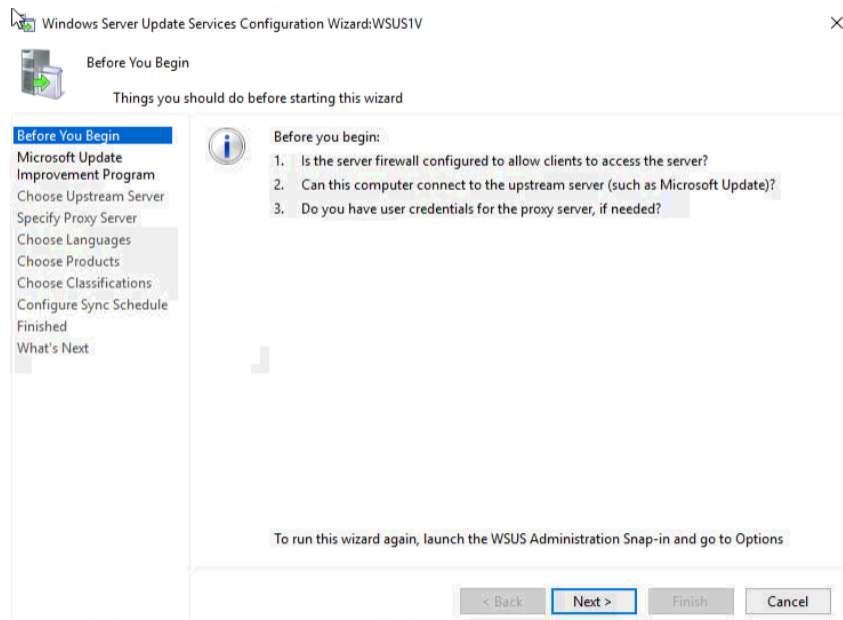 Windows Server Update Services Configuration Wizard:WSUS1V
Before You Begin
Things you should do before starting this wizard
Before You Begin
Microsoft Update
Improvement Program
Choose Upstream Server
Specify Proxy Server
Choose Languages
Choose Products
Choose Classifications
Configure Sync Schedule
Finished
What's Next
Before you begin:
1. Is the server firewall configured to allow clients to access the server?
2. Can this computer connect to the upstream server (such as Microsoft Update)?
3. Do you have user credentials for the proxy server, if needed?
To run this wizard again, launch the WSUS Administration Snap-in and go to Options
< Back
Next >
Finish
Cancel